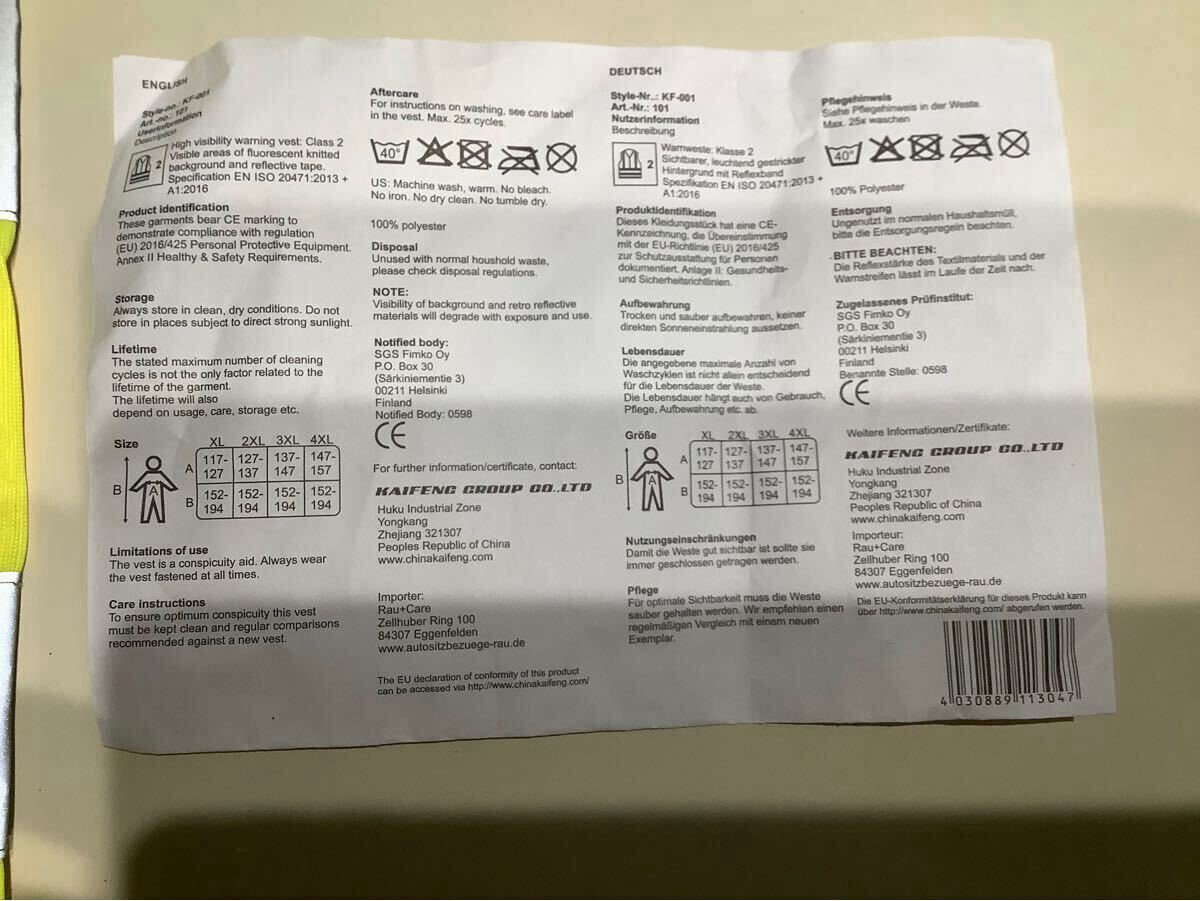 ENGLISH
Style-no.: KF-001
Art.-no.: 101
Userinformation
Description
2
High visibility warning vest: Class 2
Visible areas of fluorescent knitted
background and reflective tape.
Specification EN ISO 20471:2013 +
A1:2016
Product identification
These garments bear CE marking to
demonstrate compliance with regulation
(EU) 2016/425 Personal Protective Equipment.
Annex II Healthy & Safety Requirements.
Storage
Always store in clean, dry conditions. Do not
store in places subject to direct strong sunlight.
Lifetime
The stated maximum number of cleaning
cycles is not the only factor related to the
lifetime of the garment.
The lifetime will also
depend on usage, care, storage etc.
Size
XL 2XL 3XL 4XL
A 117- 127- 137- 147-
127 137 147 157
B 152- 152- 152- 152-
194 194 194 194
B
A
Limitations of use
The vest is a conspicuity aid. Always wear
the vest fastened at all times.
Care instructions
To ensure optimum conspicuity this vest
must be kept clean and regular comparisons
recommended against a new vest.
Aftercare
For instructions on washing, see care label
in the vest. Max. 25x cycles.
40°
US: Machine wash, warm. No bleach.
No iron. No dry clean. No tumble dry.
100% polyester
Disposal
Unused with normal houshold waste,
please check disposal regulations.
NOTE:
Visibility of background and retro reflective
materials will degrade with exposure and use.
Notified body:
SGS Fimko Oy
P.O. Box 30
(Särkiniementie 3)
00211 Helsinki
Finland
Notified Body: 0598
CE
For further information/certificate, contact:
KAIFENG GROUP CO.,LTD
Huku Industrial Zone
Yongkang
Zhejiang 321307
Peoples Republic of China
www.chinakaifeng.com
Importer:
Rau+Care
Zellhuber Ring 100
84307 Eggenfelden
www.autositzbezuege-rau.de
The EU declaration of conformity of this product
can be accessed via http://www.chinakaifeng.com/
DEUTSCH
Style-Nr..: KF-001
Art.-Nr.: 101
Nutzerinformation
Beschreibung
2
Warnweste: Klasse 2
Sichtbarer, leuchtend gestrickter
Hintergrund mit Reflexband
Spezifikation EN ISO 20471:2013 +
A1:2016
Produktidentifikation
Dieses Kleidungsstück hat eine CE-
Kennzeichnung, die Übereinstimmung
mit der EU-Richtlinie (EU) 2016/425
zur Schutzausstattung für Personen
dokumentiert. Anlage II: Gesundheits-
und Sicherheitsrichtlinien.
Aufbewahrung
Trocken und sauber aufbewahren, keiner
direkten Sonneneinstrahlung aussetzen.
Lebensdauer
Die angegebene maximale Anzahl von
Waschzyklen ist nicht allein entscheidend
für die Lebensdauer der Weste.
Die Lebensdauer hängt auch von Gebrauch,
Pflege, Aufbewahrung etc. ab.
Größe
XL 2XL 3XL 4XL
A 117- 127- 137- 147-
127 137 147 157
B 152- 152- 152- 152-
194 194 194 194
B
A
Nutzungseinschränkungen
Damit die Weste gut sichtbar ist sollte sie
immer geschlossen getragen werden.
Pflege
Für optimale Sichtbarkeit muss die Weste
sauber gehalten werden. Wir empfehlen einen
regelmäßigen Vergleich mit einem neuen
Exemplar.
Pflegehinweis
Siehe Pflegehinweis in der Weste.
Max. 25x waschen
40°
100% Polyester
Entsorgung
Ungenutzt im normalen Haushaltsmüll,
bitte die Entsorgungsregeln beachten.
BITTE BEACHTEN:
Die Reflexstärke des Textilmaterials und der
Warnstreifen lässt im Laufe der Zeit nach.
Zugelassenes Prüfinstitut:
SGS Fimko Oy
P.O. Box 30
(Särkiniementie 3)
00211 Helsinki
Finland
Benannte Stelle: 0598
CE
Weitere Informationen/Zertifikate:
KAIFENG GROUP CO.,LTD
Huku Industrial Zone
Yongkang
Zhejiang 321307
Peoples Republic of China
www.chinakaifeng.com
Importeur:
Rau+Care
Zellhuber Ring 100
84307 Eggenfelden
www.autositzbezuege-rau.de
Die EU-Konformitätserklärung für dieses Produkt kann
über http://www.chinakaifeng.com/ abgerufen werden.
4 030889 113047